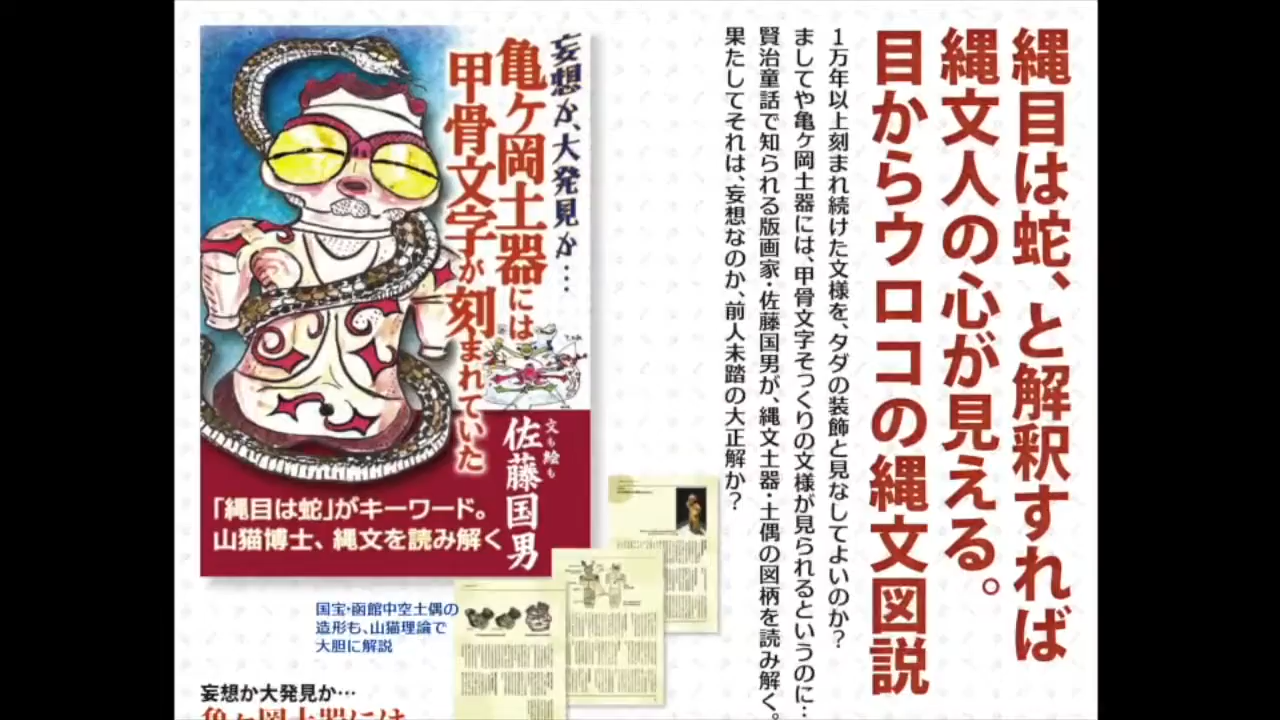 縄目は蛇、と解釈すれば
縄文人の心が見える。
目からウロコの縄文図説
1万年以上刻まれ続けた文様を、タダの装飾と見なしてよいのか?
ましてや亀ヶ岡土器には、甲骨文字そっくりの文様が見られるというのに…
賢治童話で知られる版画家・佐藤国男が、縄文土器・土偶の図柄を読み解く。
果たしてそれは、妄想なのか、前人未踏の大正解か?
妄想か、大発見か…
亀ヶ岡土器には
甲骨文字が刻まれていた
文も絵も
佐藤国男
「縄目は蛇」がキーワード。
山猫博士、縄文を読み解く
国宝・函館中空土偶の
造形も、山猫理論で
大胆に解説
妄想か大発見か…
亀ヶ岡土器には